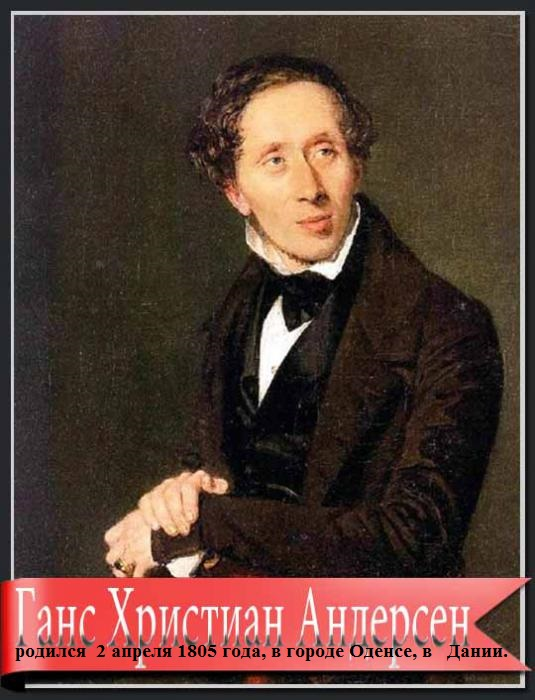 Ганс Христиан Андерсен
родился 2 апреля 1805 года, в городе Оденсе, в Дании.